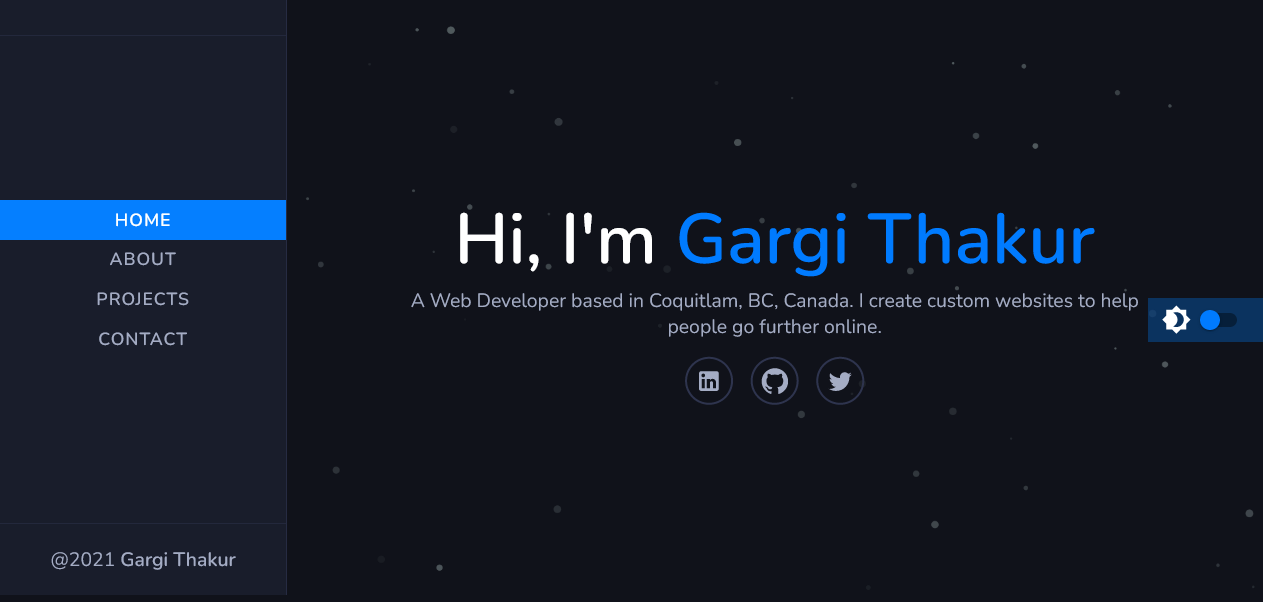 HOME
ABOUT
PROJECTS
CONTACT
@2021 Gargi Thakur
Hi, I'm Gargi Thakur
A Web Developer based in Coquitlam, BC, Canada. I create custom websites to help
people go further online.